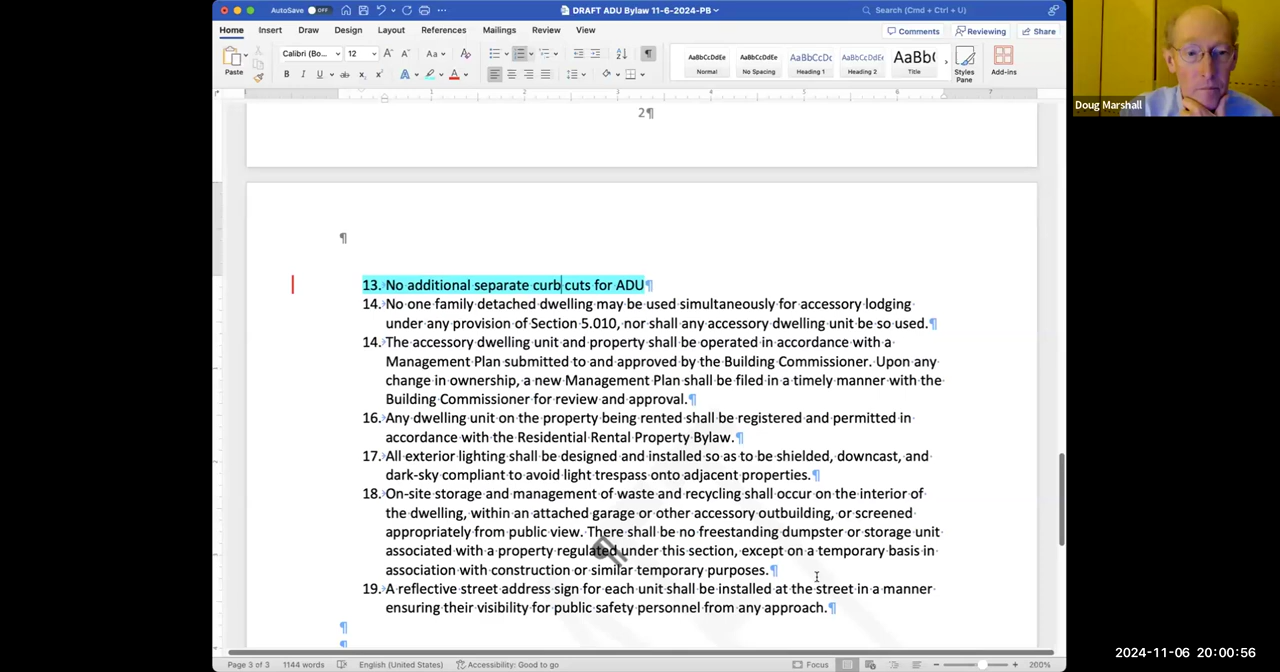 AutoSave OFF DRAFT ADU Bylaw 11-6-2024-PB Search (Cmd + Ctrl + U)
Home Insert Draw Design Layout References Mailings Review View Comments Reviewing Share
Calibri (Bo... 12
Paste
AaBbCcDdEe AaBbCcDdEe AaBbCcDc AaBbCcDdEe AaBbC
Normal No Spacing Heading 1 Heading 2 Title Styles Pane Add-ins
Doug Marshall
1 2 3 4 5 6 7
2¶
¶
13. No additional separate curb cuts for ADU¶
14. No one family detached dwelling may be used simultaneously for accessory lodging
under any provision of Section 5.010, nor shall any accessory dwelling unit be so used.¶
14. The accessory dwelling unit and property shall be operated in accordance with a
Management Plan submitted to and approved by the Building Commissioner. Upon any
change in ownership, a new Management Plan shall be filed in a timely manner with the
Building Commissioner for review and approval.¶
16. Any dwelling unit on the property being rented shall be registered and permitted in
accordance with the Residential Rental Property Bylaw.¶
17. All exterior lighting shall be designed and installed so as to be shielded, downcast, and
dark-sky compliant to avoid light trespass onto adjacent properties.¶
18. On-site storage and management of waste and recycling shall occur on the interior of
the dwelling, within an attached garage or other accessory outbuilding, or screened
appropriately from public view. There shall be no freestanding dumpster or storage unit
associated with a property regulated under this section, except on a temporary basis in
association with construction or similar temporary purposes.¶
19. A reflective street address sign for each unit shall be installed at the street in a manner
ensuring their visibility for public safety personnel from any approach.¶
¶
¶
Page 3 of 3 1144 words English (United States) Accessibility: Good to go Focus 200%
2024-11-06 20:00:56